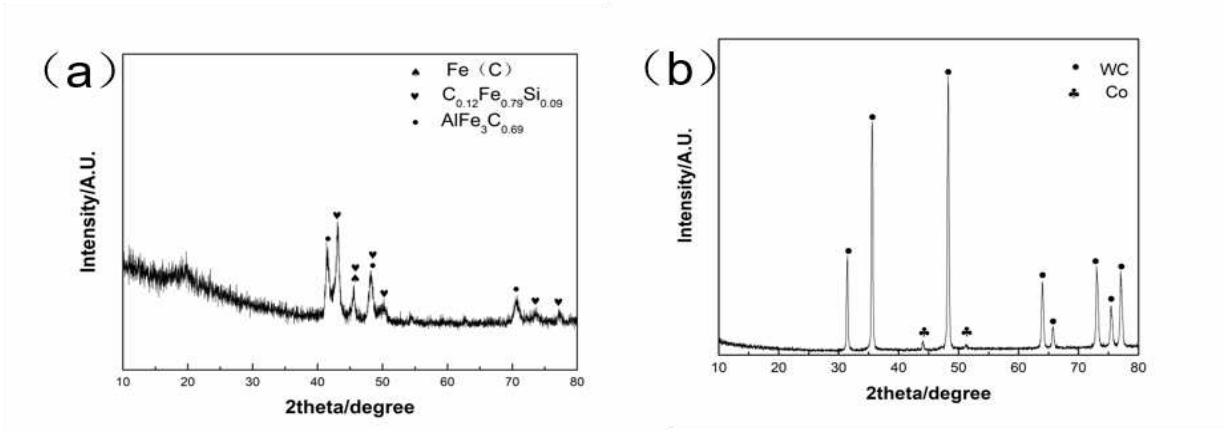 （a）
▲ Fe（C）
♥ C₀.₁₂Fe₀.₇₉Si₀.₀₉
• AlFe₃C₀.₆₉
Intensity/A.U.
10 20 30 40 50 60 70 80
2theta/degree
（b）
• WC
♣ Co
Intensity/A.U.
10 20 30 40 50 60 70 80
2theta/degree